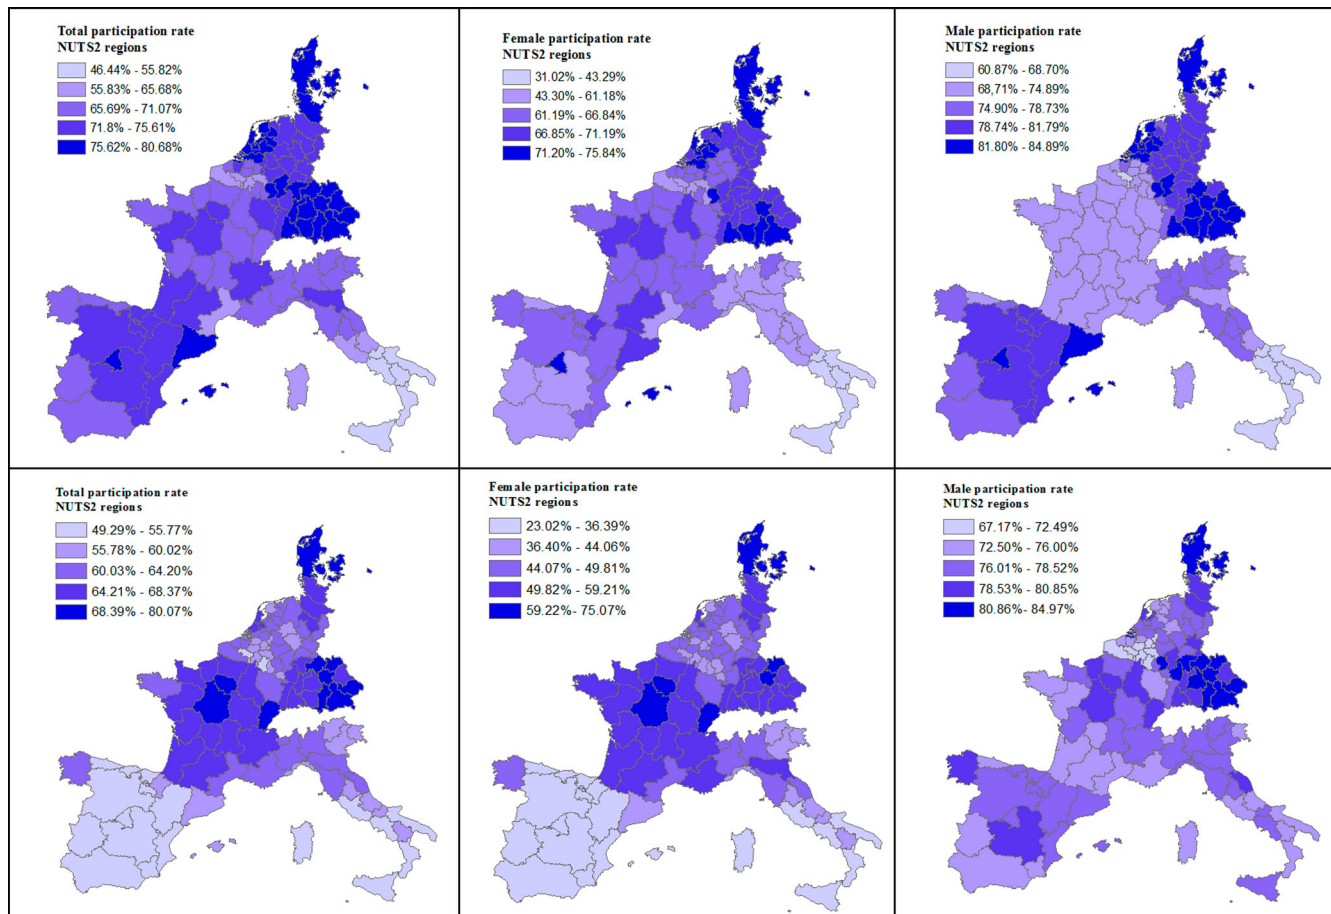 Total participation rate
NUTS2 regions
46.44% - 55.82%
55.83% - 65.68%
65.69% - 71.07%
71.8% - 75.61%
75.62% - 80.68%
Female participation rate
NUTS2 regions
31.02% - 43.29%
43.30% - 61.18%
61.19% - 66.84%
66.85% - 71.19%
71.20% - 75.84%
Male participation rate
NUTS2 regions
60.87% - 68.70%
68,71% - 74.89%
74.90% - 78.73%
78.74% - 81.79%
81.80% - 84.89%
Total participation rate
NUTS2 regions
49.29% - 55.77%
55.78% - 60.02%
60.03% - 64.20%
64.21% - 68.37%
68.39% - 80.07%
Female participation rate
NUTS2 regions
23.02% - 36.39%
36.40% - 44.06%
44.07% - 49.81%
49.82% - 59.21%
59.22% - 75.07%
Male participation rate
NUTS2 regions
67.17% - 72.49%
72.50% - 76.00%
76.01% - 78.52%
78.53% - 80.85%
80.86% - 84.97%